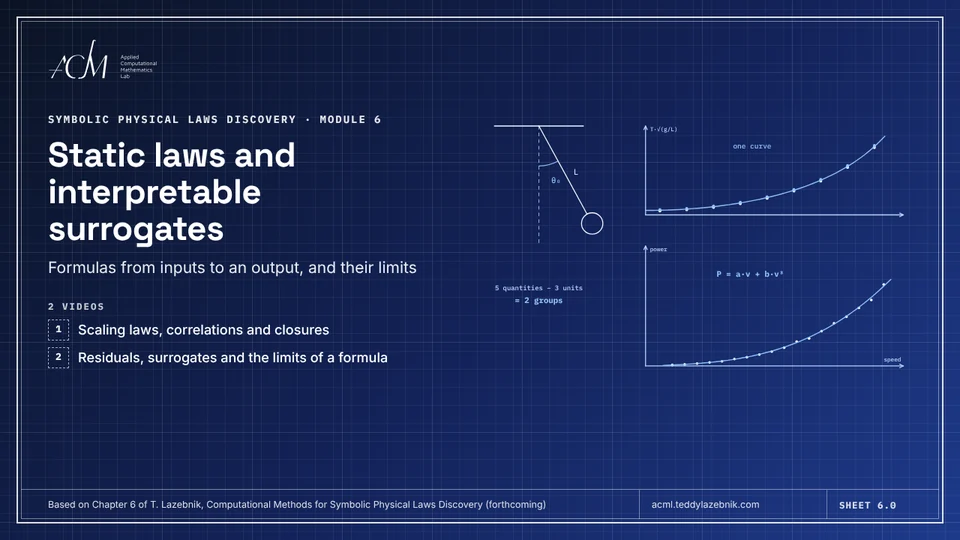 ACM
Applied
Computational
Mathematics
Lab
SYMBOLIC PHYSICAL LAWS DISCOVERY · MODULE 6
Static laws and
interpretable
surrogates
Formulas from inputs to an output, and their limits
2 VIDEOS
1 Scaling laws, correlations and closures
2 Residuals, surrogates and the limits of a formula
θ₀
L
5 quantities − 3 units
= 2 groups
T·√(g/L)
one curve
power
P = a·v + b·v³
speed
Based on Chapter 6 of T. Lazebnik, Computational Methods for Symbolic Physical Laws Discovery (forthcoming)
acml.teddylazebnik.com
SHEET 6.0